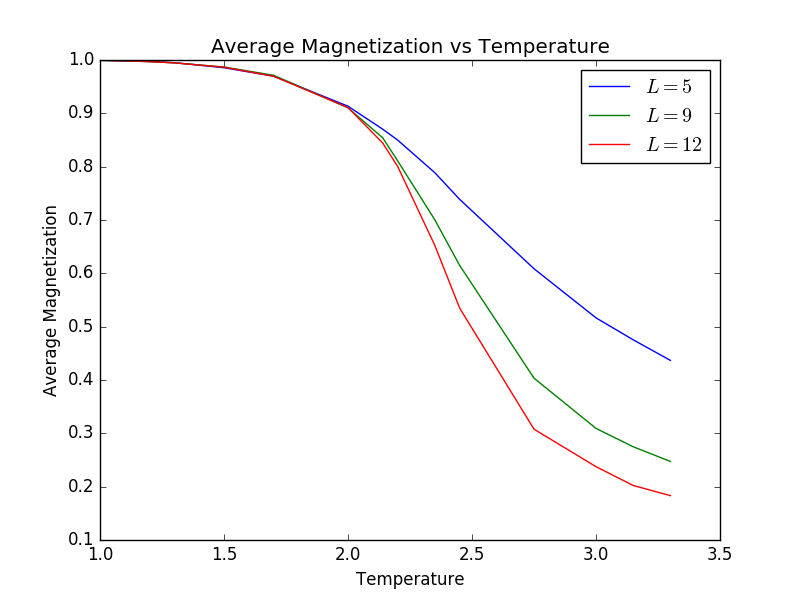 Average Magnetization vs Temperature
L = 5
L = 9
L = 12
Average Magnetization
1.0
0.9
0.8
0.7
0.6
0.5
0.4
0.3
0.2
0.1
1.0 1.5 2.0 2.5 3.0 3.5
Temperature